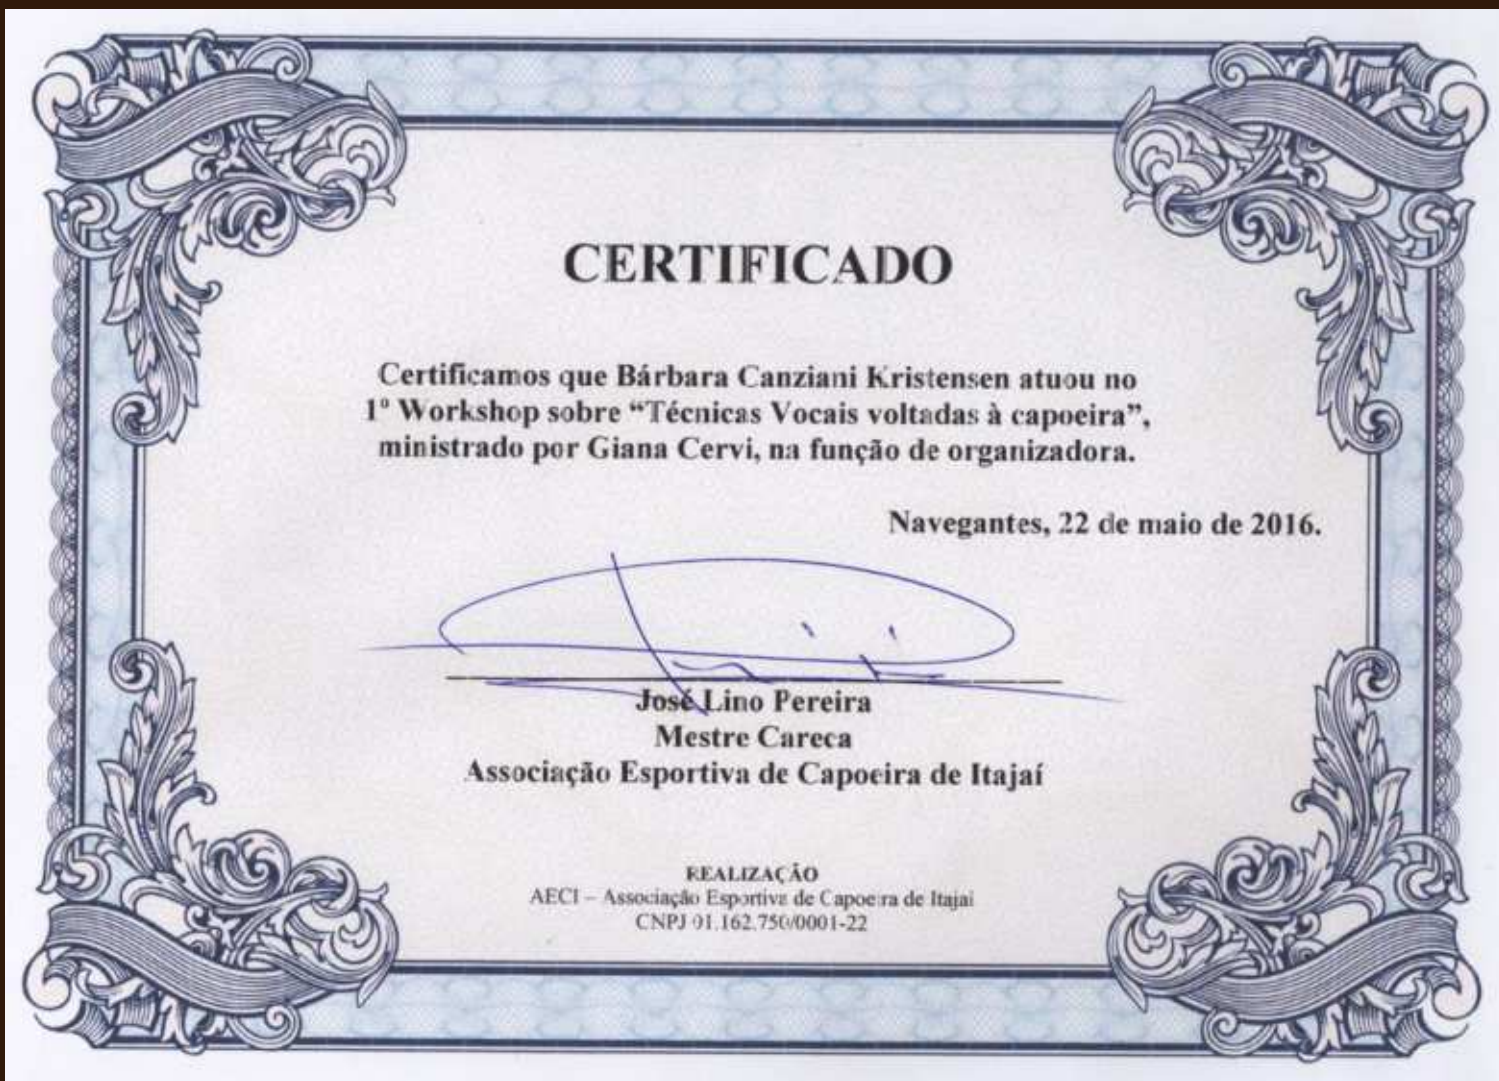 CERTIFICADO
Certificamos que Bárbara Canziani Kristensen atuou no
1º Workshop sobre “Técnicas Vocais voltadas à capoeira”,
ministrado por Giana Cervi, na função de organizadora.
Navegantes, 22 de maio de 2016.
José Lino Pereira
Mestre Careca
Associação Esportiva de Capoeira de Itajaí
REALIZAÇÃO
AECI – Associação Esportiva de Capoeira de Itajaí
CNPJ 01.162.750/0001-22